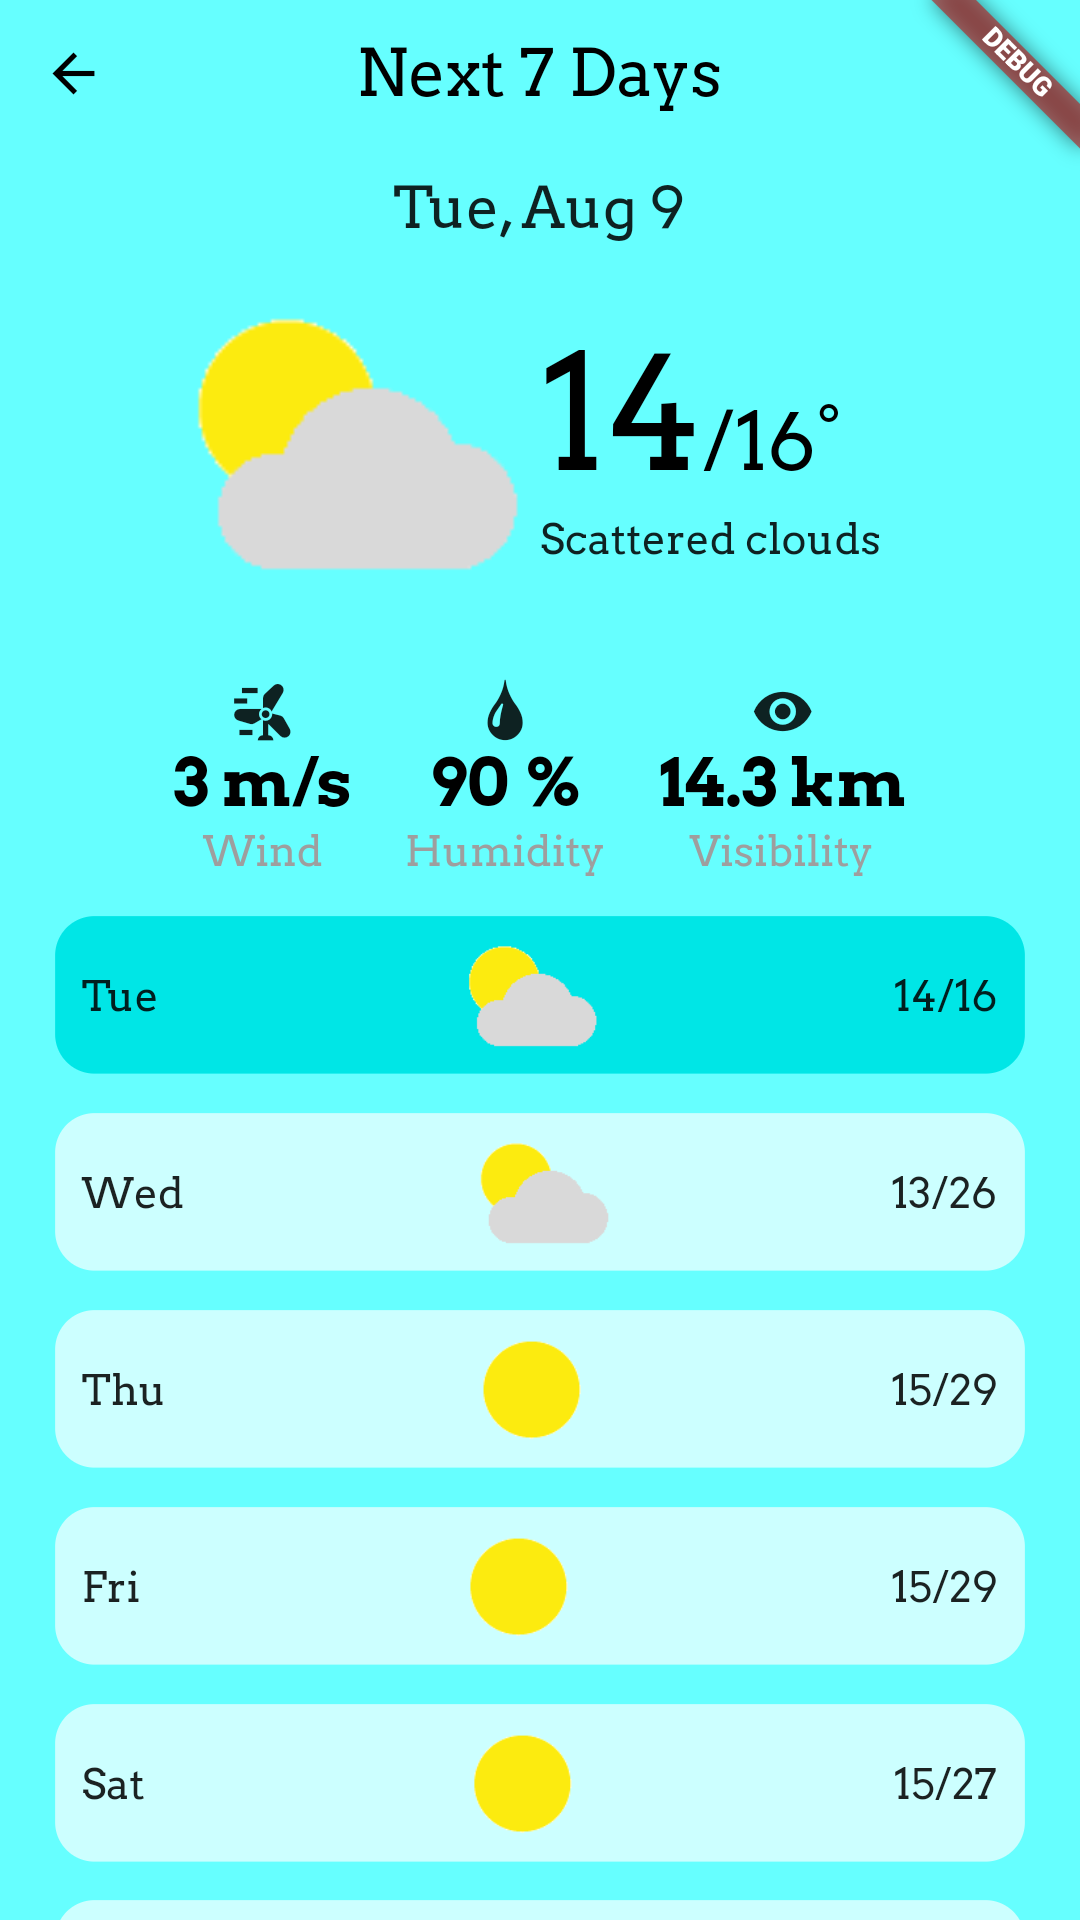 Next 7 Days
DEBUG
Tue, Aug 9
14/16°
Scattered clouds
3 m/s 90 % 14.3 km
Wind Humidity Visibility
Tue 14/16
Wed 13/26
Thu 15/29
Fri 15/29
Sat 15/27